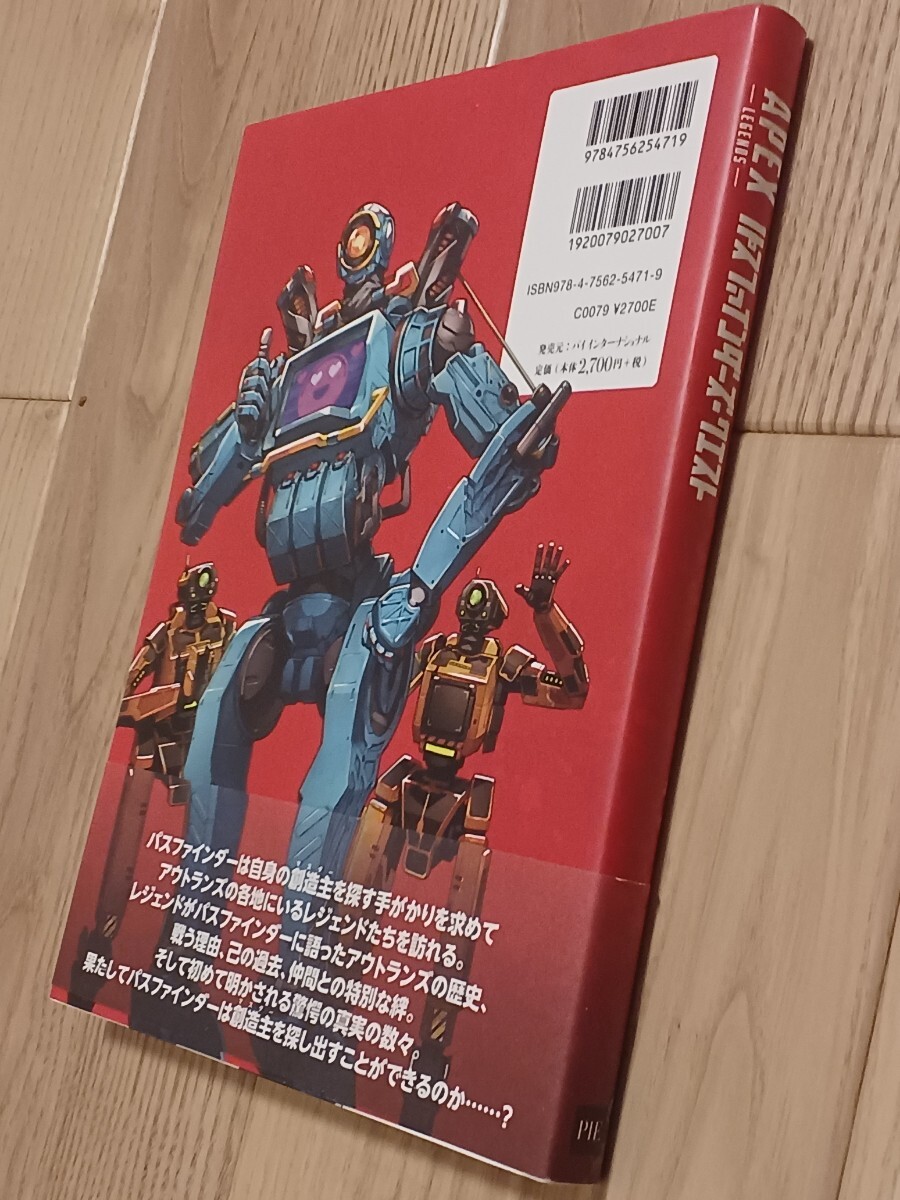 9784756254719
1920079027007
ISBN978-4-7562-5471-9
C0079 ¥2700E
発売元：パイ インターナショナル
定価（本体2,700円+税）
APEX
LEGENDS
パスファインダーズ・クエスト
パスファインダーは自身の創造主を探す手がかりを求めて
アウトランズの各地にいるレジェンドたちを訪れる。
レジェンドがパスファインダーに語ったアウトランズの歴史、
戦う理由、己の過去、仲間との特別な絆。
そして初めて明かされる驚愕の真実の数々。
果たしてパスファインダーは創造主を探し出すことができるのか……？
PIE